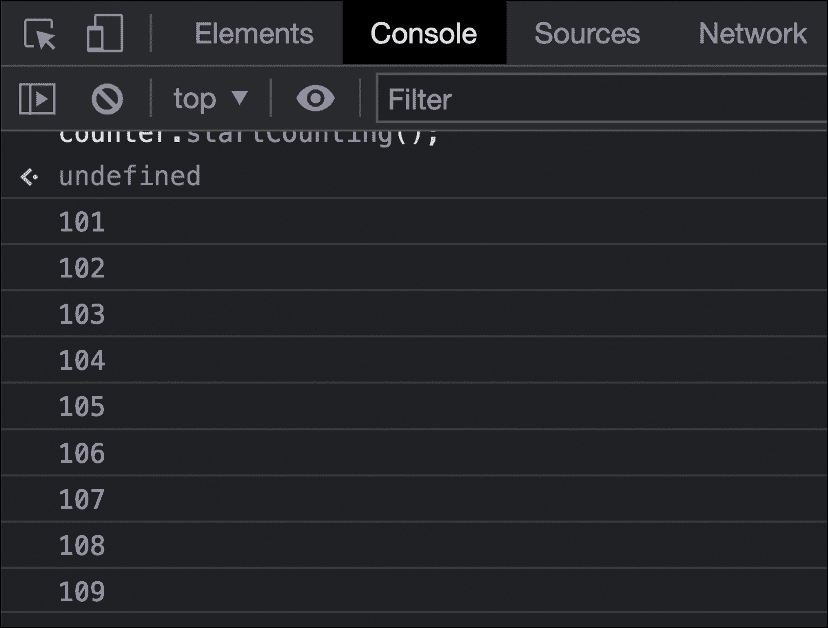 Elements Console Sources Network
top Filter
counter.startCounting();
undefined
101
102
103
104
105
106
107
108
109